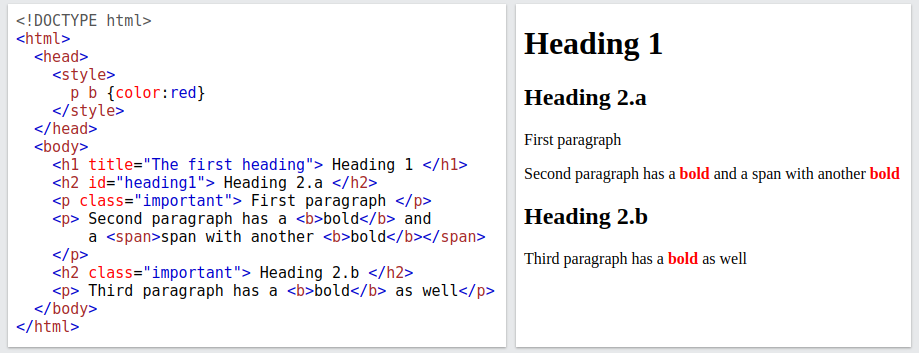 <!DOCTYPE html>
<html>
  <head>
    <style>
      p b {color:red}
    </style>
  </head>
  <body>
    <h1 title="The first heading"> Heading 1 </h1>
    <h2 id="heading1"> Heading 2.a </h2>
    <p class="important"> First paragraph </p>
    <p> Second paragraph has a <b>bold</b> and
        a <span>span with another <b>bold</b></span>
    </p>
    <h2 class="important"> Heading 2.b </h2>
    <p> Third paragraph has a <b>bold</b> as well</p>
  </body>
</html>
Heading 1
Heading 2.a
First paragraph
Second paragraph has a bold and a span with another bold
Heading 2.b
Third paragraph has a bold as well